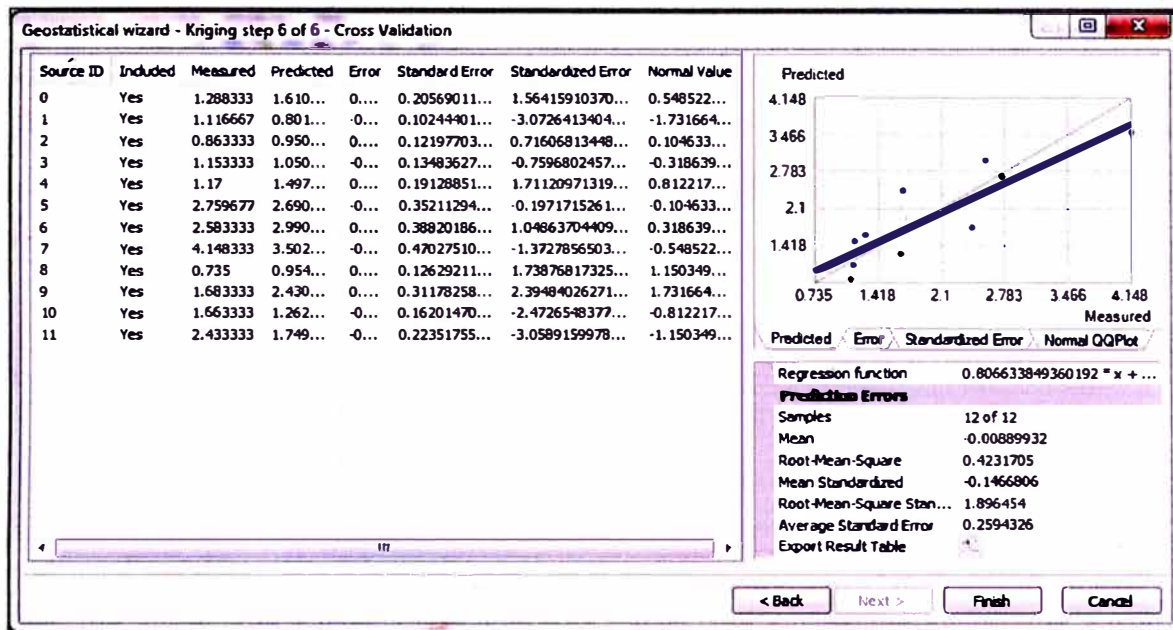 Geostatistical wizard - Kriging step 6 of 6 - Cross Validation
Source ID Included Measured Predicted Error Standard Error Standardized Error Normal Value
0 Yes 1.288333 1.610... 0.... 0.20569011... 1.56415910370... 0.548522...
1 Yes 1.116667 0.801... -0... 0.10244401... -3.0726413404... -1.731664...
2 Yes 0.863333 0.950... 0.... 0.12197703... 0.71606813448... 0.104633...
3 Yes 1.153333 1.050... -0... 0.13483627... -0.7596802457... -0.318639...
4 Yes 1.17 1.497... 0.... 0.19128851... 1.71120971319... 0.812217...
5 Yes 2.759677 2.690... -0... 0.35211294... -0.1971715261... -0.104633...
6 Yes 2.583333 2.990... 0.... 0.38820186... 1.04863704409... 0.318639...
7 Yes 4.148333 3.502... -0... 0.47027510... -1.3727856503... -0.548522...
8 Yes 0.735 0.954... 0.... 0.12629211... 1.73876817325... 1.150349...
9 Yes 1.683333 2.430... 0.... 0.31178258... 2.39484026271... 1.731664...
10 Yes 1.663333 1.262... -0... 0.16201470... -2.4726548377... -0.812217...
11 Yes 2.433333 1.749... -0... 0.22351755... -3.0589159978... -1.150349...
Predicted
4.148
3.466
2.783
2.1
1.418
0.735 1.418 2.1 2.783 3.466 4.148
Measured
Predicted Error Standardized Error Normal QQPlot
Regression function 0.806633849360192 * x + ...
Prediction Errors
Samples 12 of 12
Mean -0.00889932
Root-Mean-Square 0.4231705
Mean Standardized -0.1466806
Root-Mean-Square Stan... 1.896454
Average Standard Error 0.2594326
Export Result Table
< Back Next > Finish Cancel